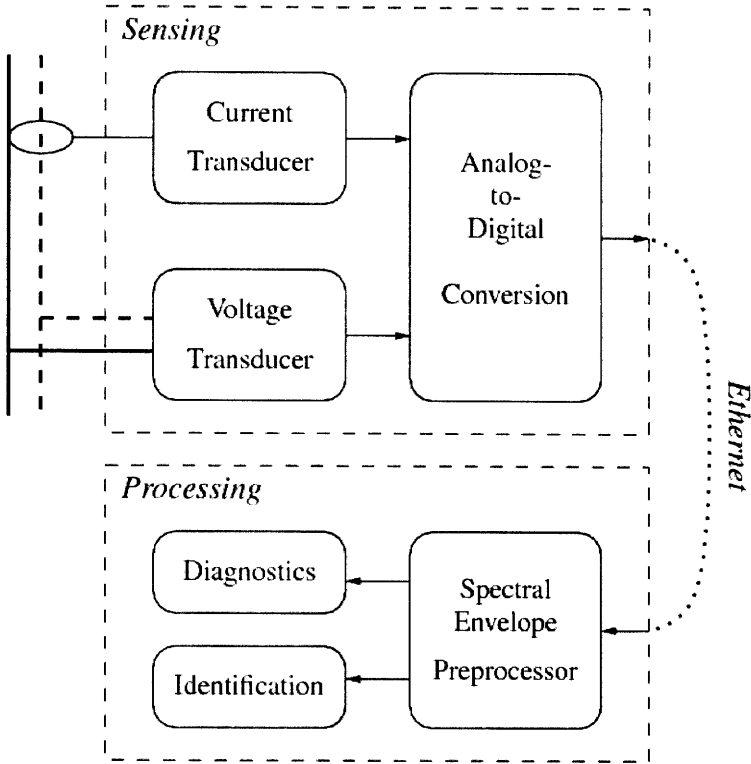 Sensing
Current
Transducer
Analog-
to-
Digital
Conversion
Voltage
Transducer
Ethernet
Processing
Diagnostics
Spectral
Envelope
Preprocessor
Identification